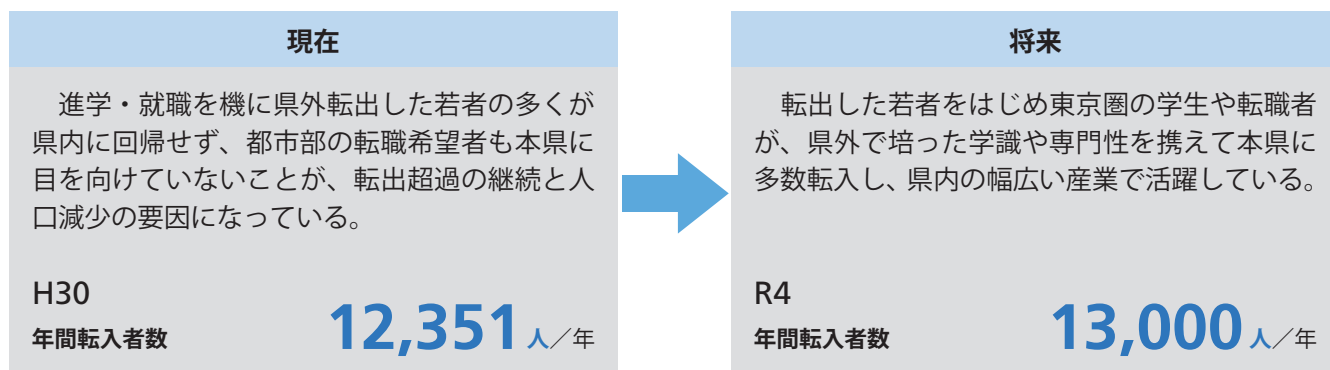 現在
進学・就職を機に県外転出した若者の多くが
県内に回帰せず、都市部の転職希望者も本県に
目を向けていないことが、転出超過の継続と人
口減少の要因になっている。
H30
年間転入者数 12,351人／年
将来
転出した若者をはじめ東京圏の学生や転職者
が、県外で培った学識や専門性を携えて本県に
多数転入し、県内の幅広い産業で活躍している。
R4
年間転入者数 13,000人／年